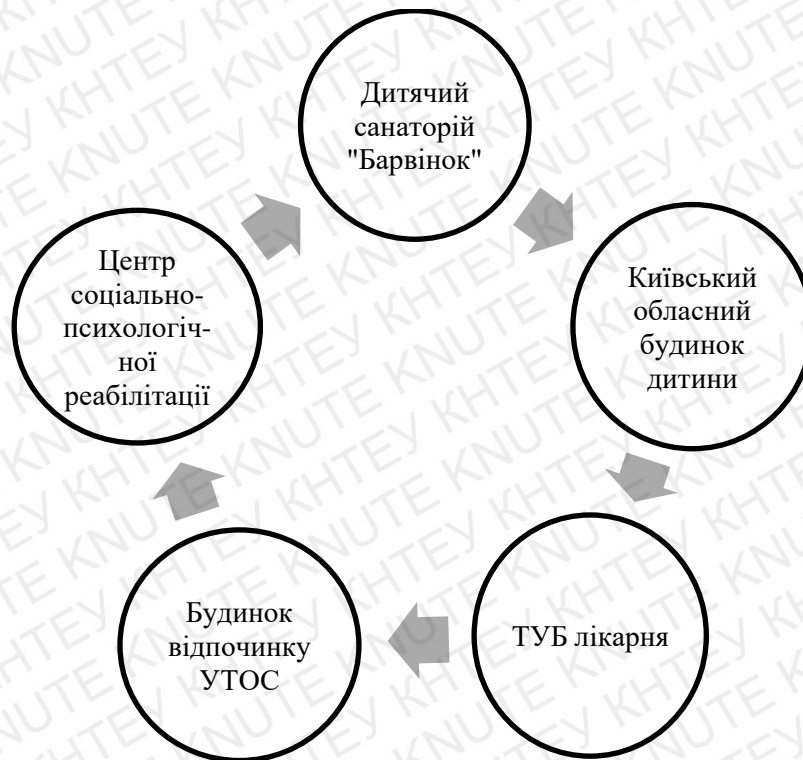 Дитячий
санаторій
"Барвінок"
Київський
обласний
будинок
дитини
ТУБ лікарня
Будинок
відпочинку
УТОС
Центр
соціально-
психологіч-
ної
реабілітації